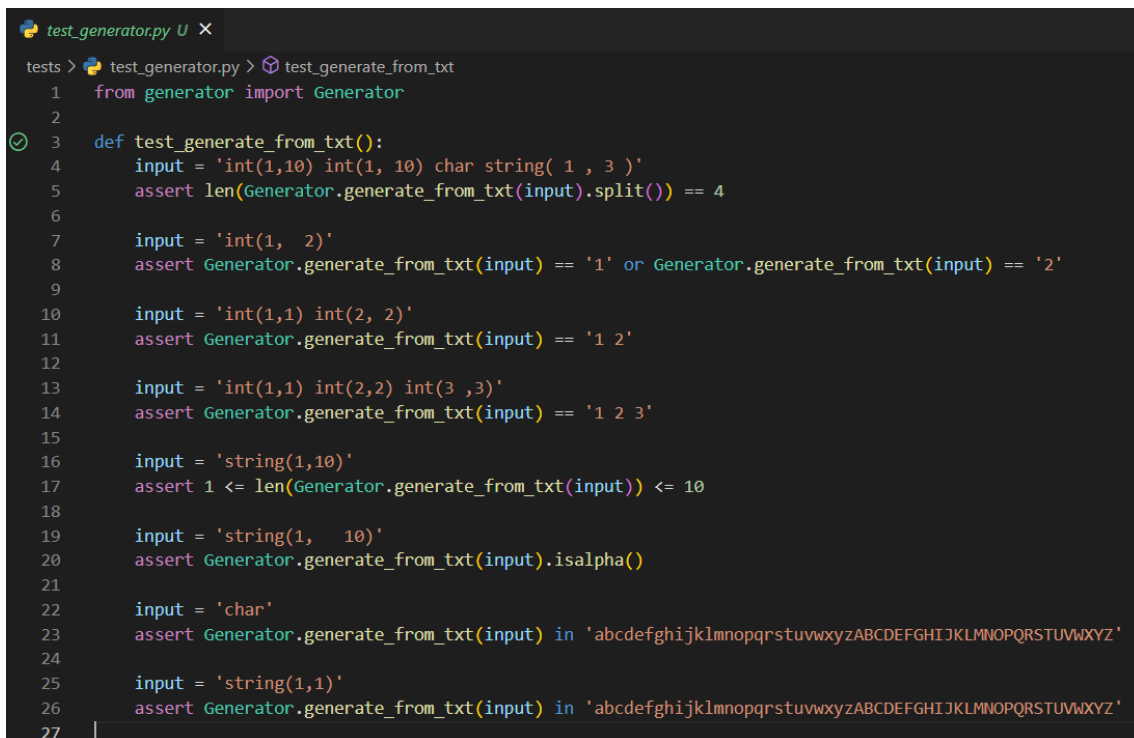 test_generator.py U ×
tests > test_generator.py > test_generate_from_txt
1 from generator import Generator
2
3 def test_generate_from_txt():
4     input = 'int(1,10) int(1, 10) char string( 1 , 3 )'
5     assert len(Generator.generate_from_txt(input).split()) == 4
6
7     input = 'int(1,  2)'
8     assert Generator.generate_from_txt(input) == '1' or Generator.generate_from_txt(input) == '2'
9
10     input = 'int(1,1) int(2, 2)'
11     assert Generator.generate_from_txt(input) == '1 2'
12
13     input = 'int(1,1) int(2,2) int(3 ,3)'
14     assert Generator.generate_from_txt(input) == '1 2 3'
15
16     input = 'string(1,10)'
17     assert 1 <= len(Generator.generate_from_txt(input)) <= 10
18
19     input = 'string(1,   10)'
20     assert Generator.generate_from_txt(input).isalpha()
21
22     input = 'char'
23     assert Generator.generate_from_txt(input) in 'abcdefghijklmnopqrstuvwxyzABCDEFGHIJKLMNOPQRSTUVWXYZ'
24
25     input = 'string(1,1)'
26     assert Generator.generate_from_txt(input) in 'abcdefghijklmnopqrstuvwxyzABCDEFGHIJKLMNOPQRSTUVWXYZ'
27